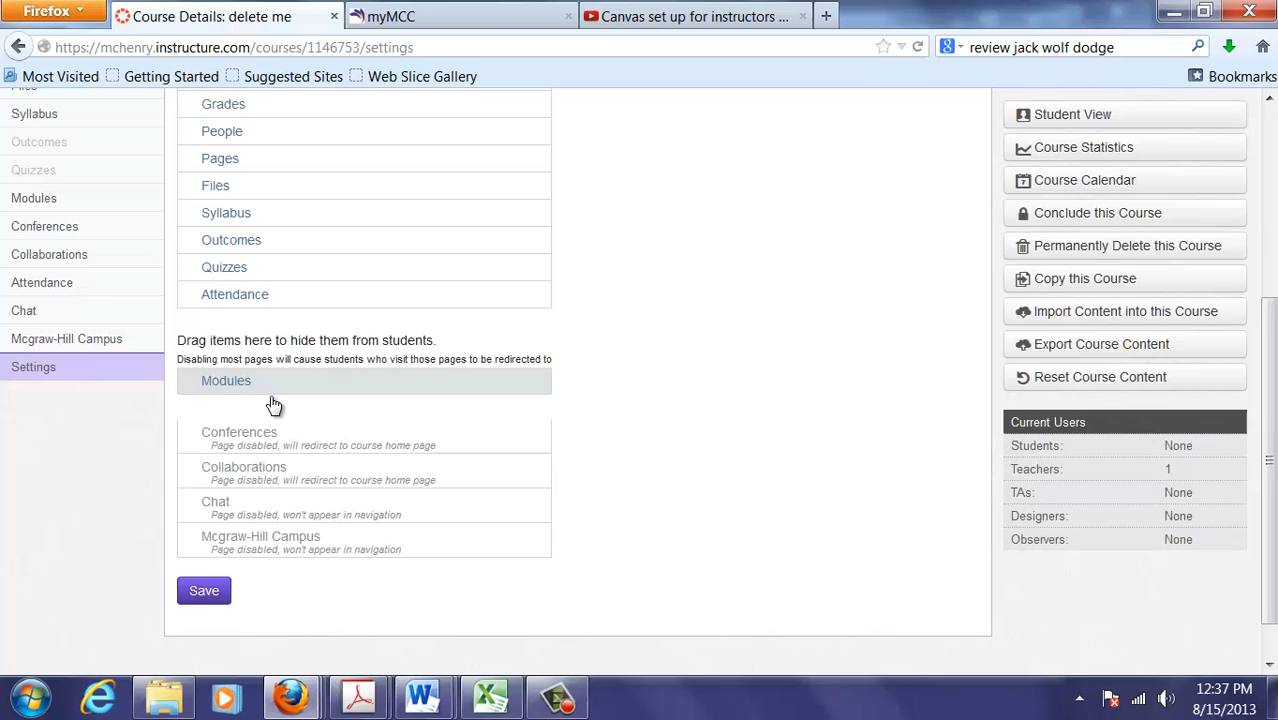 Firefox
Course Details: delete me
myMCC
Canvas set up for instructors ...
https://mchenry.instructure.com/courses/1146753/settings
review jack wolf dodge
Most Visited
Getting Started
Suggested Sites
Web Slice Gallery
Bookmarks
Syllabus
Outcomes
Quizzes
Modules
Conferences
Collaborations
Attendance
Chat
Mcgraw-Hill Campus
Settings
Grades
People
Pages
Files
Syllabus
Outcomes
Quizzes
Attendance
Drag items here to hide them from students.
Disabling most pages will cause students who visit those pages to be redirected to
Modules
Conferences
Page disabled, will redirect to course home page
Collaborations
Page disabled, will redirect to course home page
Chat
Page disabled, won't appear in navigation
Mcgraw-Hill Campus
Page disabled, won't appear in navigation
Save
Student View
Course Statistics
Course Calendar
Conclude this Course
Permanently Delete this Course
Copy this Course
Import Content into this Course
Export Course Content
Reset Course Content
Current Users
Students: None
Teachers: 1
TAs: None
Designers: None
Observers: None
12:37 PM
8/15/2013